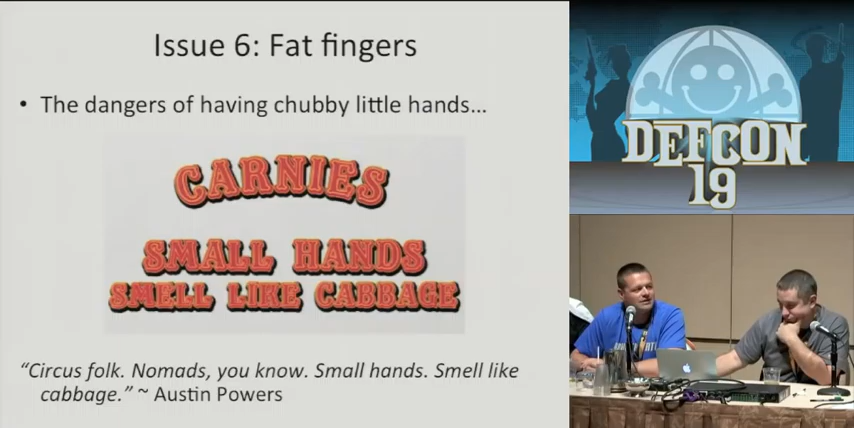 Issue 6: Fat fingers
• The dangers of having chubby little hands...
CARNIES
SMALL HANDS
SMELL LIKE CABBAGE
"Circus folk. Nomads, you know. Small hands. Smell like
cabbage." ~ Austin Powers
DEFCON
19